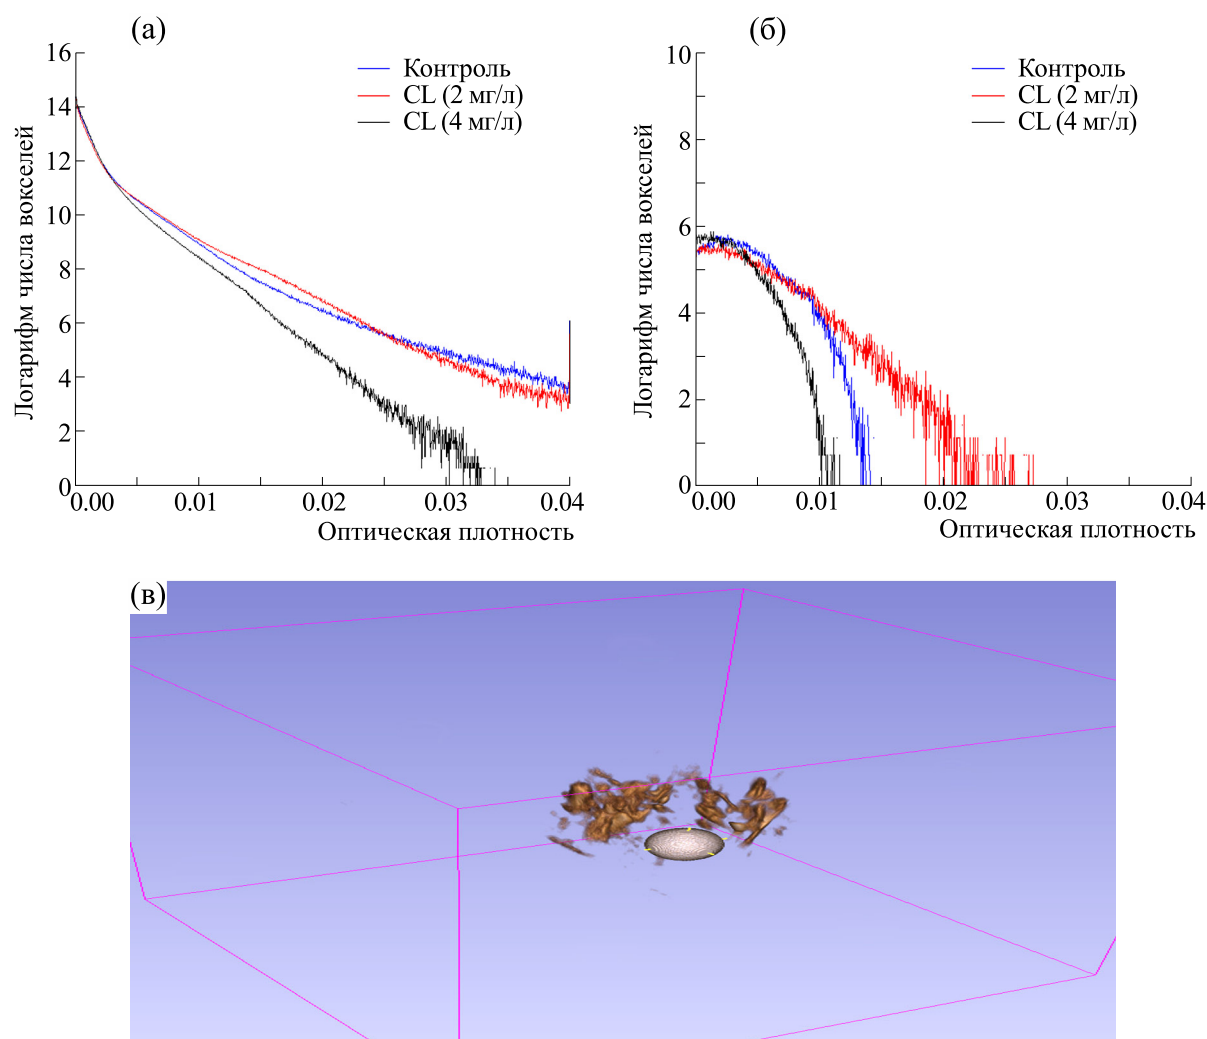 (а)
16
14
12
10
8
6
4
2
0
Логарифм числа вокселей
Контроль
CL (2 мг/л)
CL (4 мг/л)
0.00 0.01 0.02 0.03 0.04
Оптическая плотность
(б)
10
8
6
4
2
0
Логарифм числа вокселей
Контроль
CL (2 мг/л)
CL (4 мг/л)
0.00 0.01 0.02 0.03 0.04
Оптическая плотность
(в)